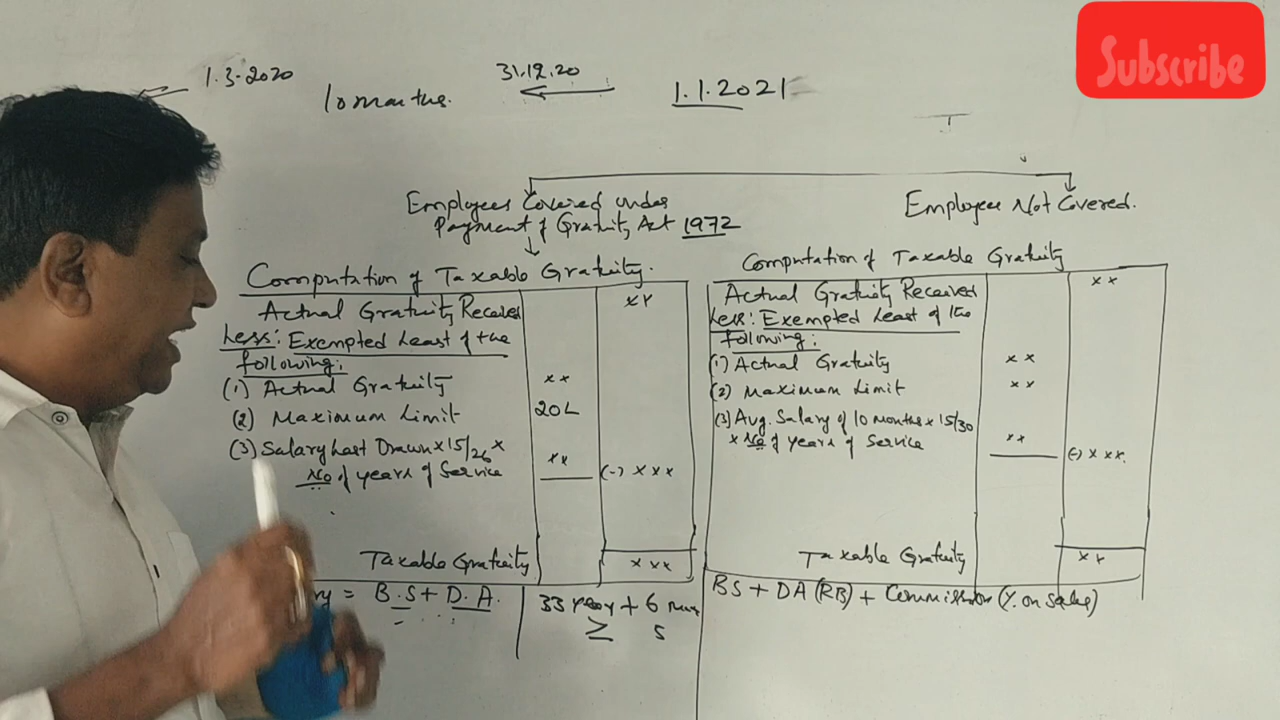 Subscribe
1.3.2020
10 months.
31.12.20
1.1.2021
Employees Covered under
Payment of Gratuity Act 1972
Employee Not Covered.
Computation of Taxable Gratuity.
Actual Gratuity Received
xx
Less: Exempted Least of the
following:
(1) Actual Gratuity
xx
(2) Maximum Limit
20L
(3) Salary Last Drawn x 15/26 x
No of years of Service
xx
(-) xxx
Taxable Gratuity
xxx
= B.S + D.A.
33 year + 6
≥ 5
Computation of Taxable Gratuity
Actual Gratuity Received
xx
Less: Exempted Least of the
following:
(1) Actual Gratuity
xx
(2) Maximum Limit
xx
(3) Avg. Salary of 10 months x 15/30
x No of years of Service
xx
(-) xxx.
Taxable Gratuity
xx
BS + DA (RB) + Commission (% on sales)